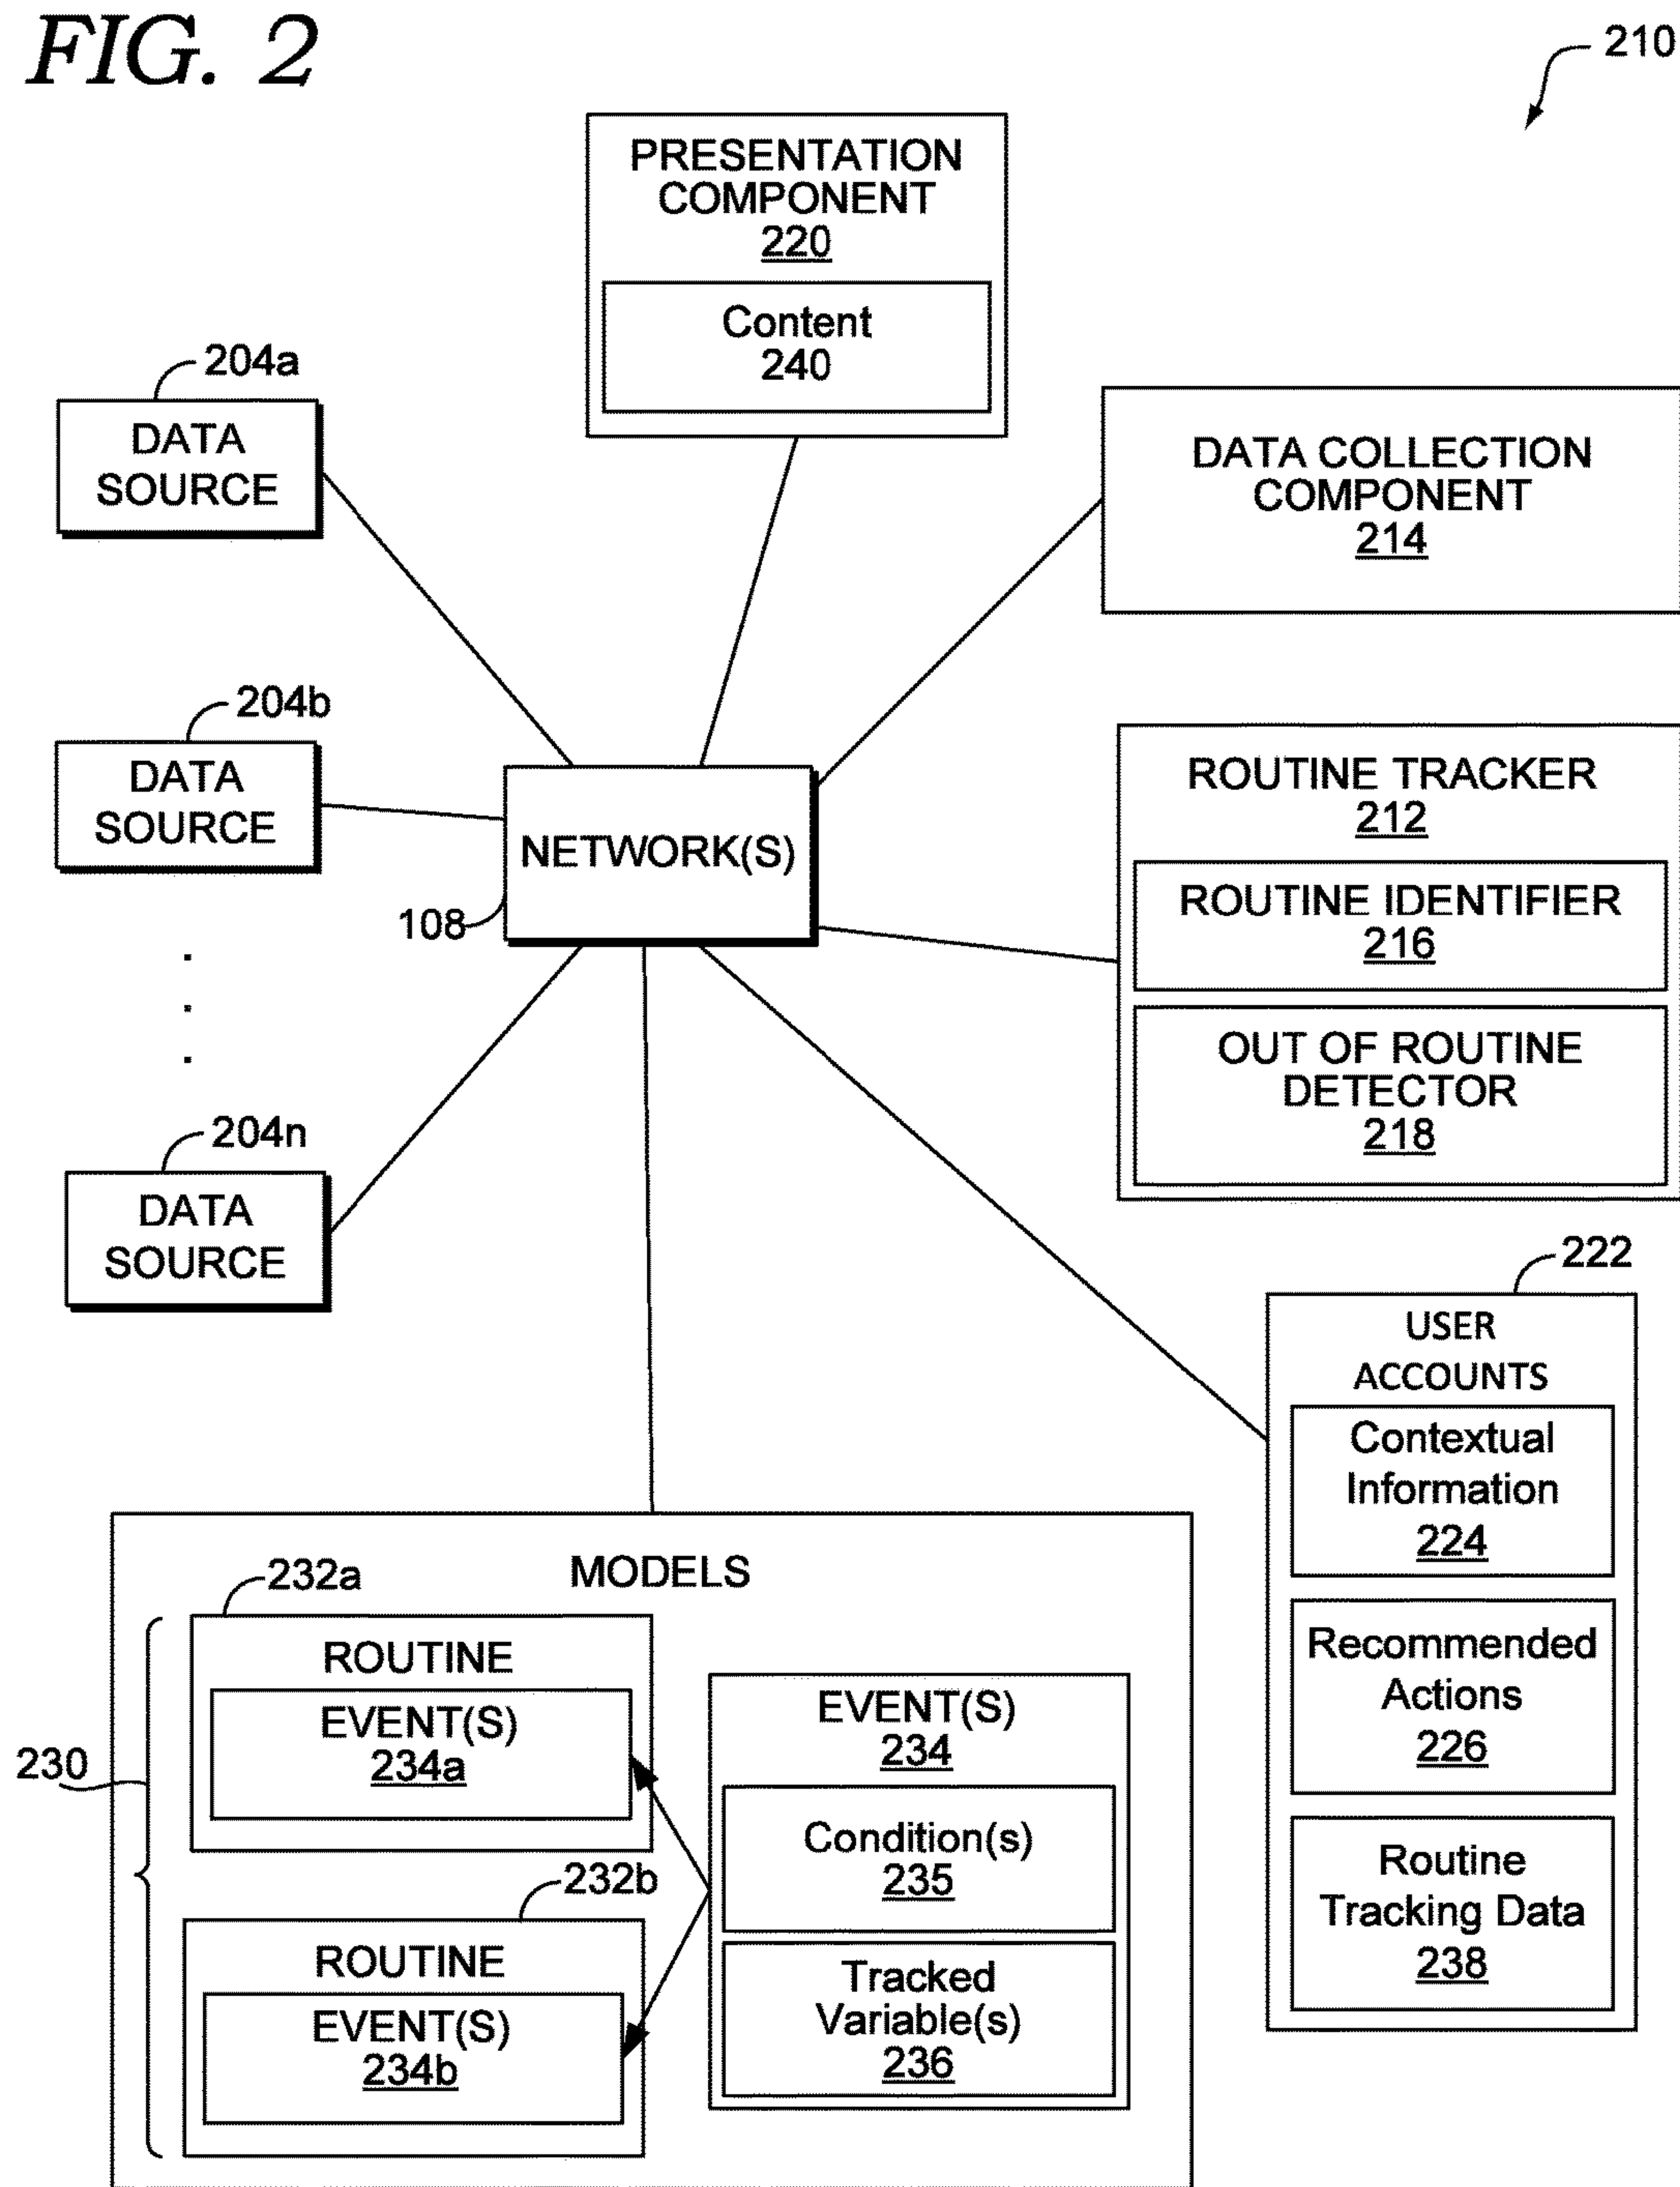 FIG. 2
210
PRESENTATION
COMPONENT
220
Content
240
204a
DATA
SOURCE
DATA COLLECTION
COMPONENT
214
204b
DATA
SOURCE
NETWORK(S)
108
ROUTINE TRACKER
212
ROUTINE IDENTIFIER
216
OUT OF ROUTINE
DETECTOR
218
.
.
.
204n
DATA
SOURCE
222
USER
ACCOUNTS
Contextual
Information
224
Recommended
Actions
226
Routine
Tracking Data
238
MODELS
230
232a
ROUTINE
EVENT(S)
234a
232b
ROUTINE
EVENT(S)
234b
EVENT(S)
234
Condition(s)
235
Tracked
Variable(s)
236